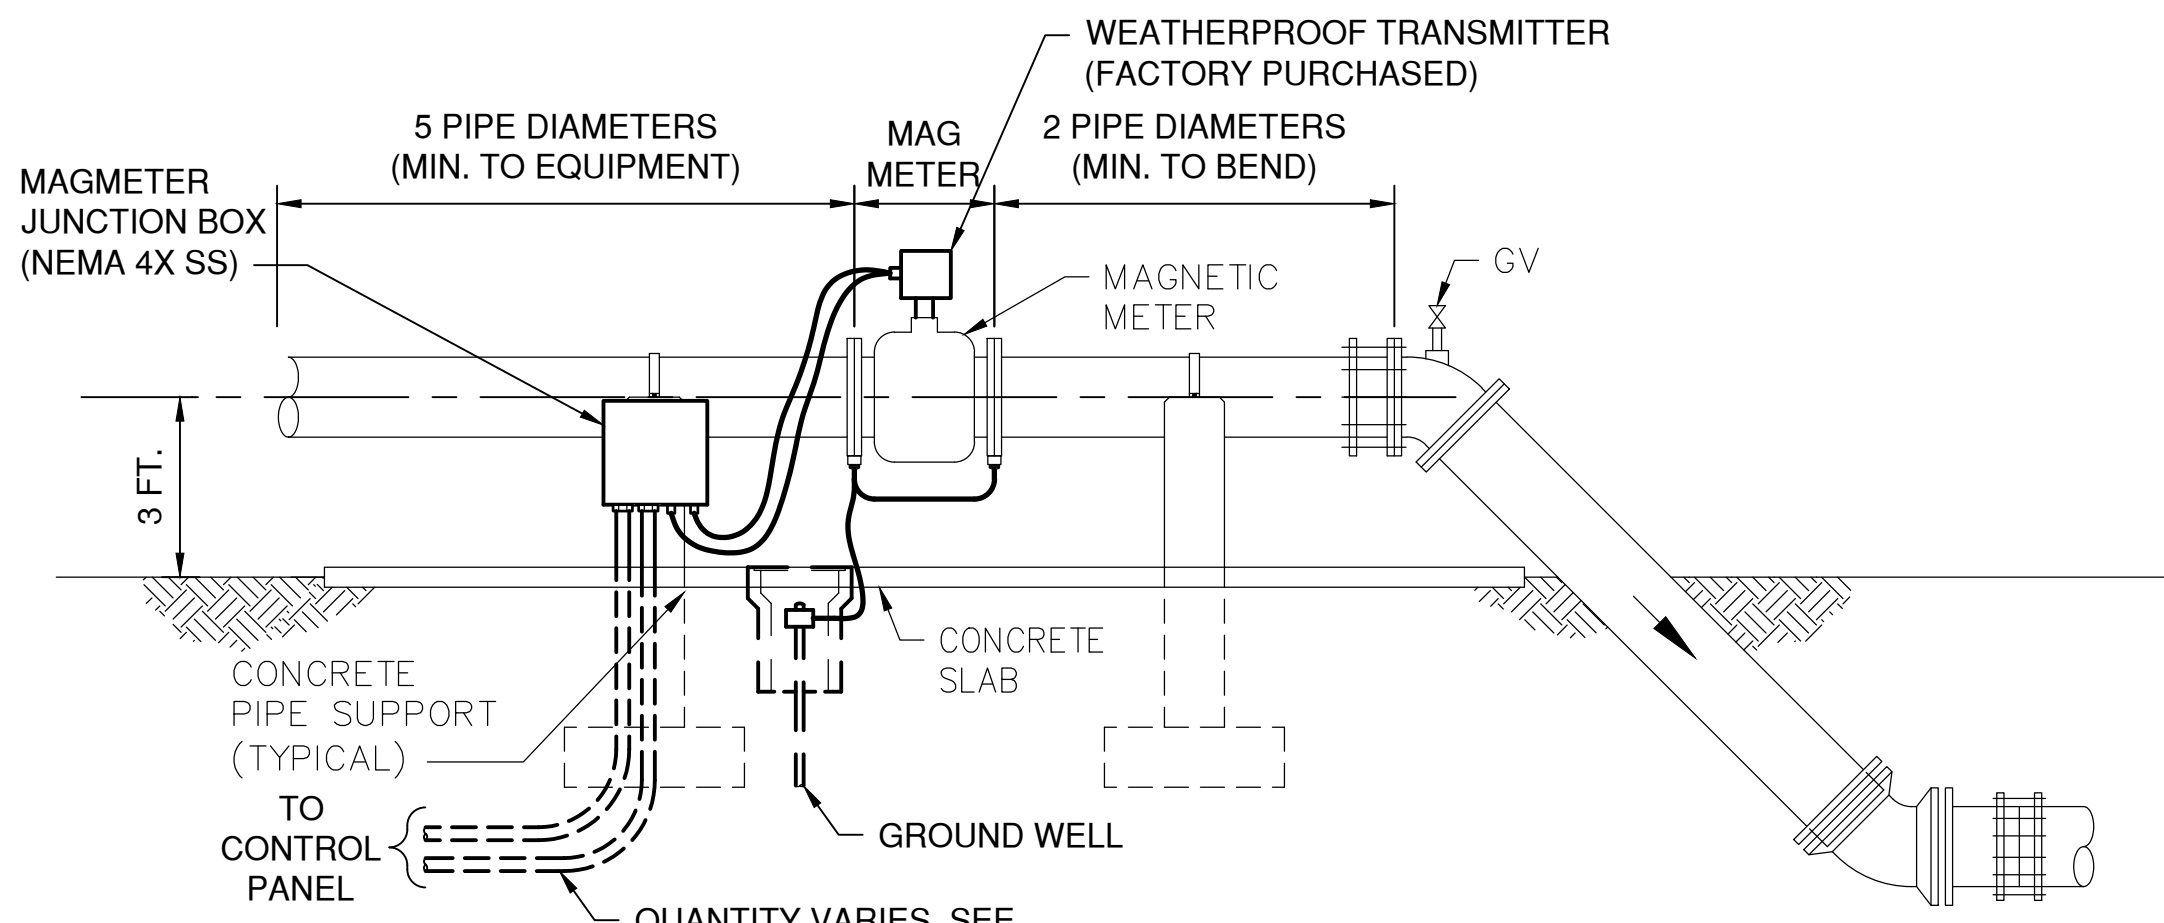 WEATHERPROOF TRANSMITTER
(FACTORY PURCHASED)
5 PIPE DIAMETERS
(MIN. TO EQUIPMENT)
MAG
METER
2 PIPE DIAMETERS
(MIN. TO BEND)
MAGMETER
JUNCTION BOX
(NEMA 4X SS)
MAGNETIC
METER
GV
3 FT.
CONCRETE
SLAB
CONCRETE
PIPE SUPPORT
(TYPICAL)
TO
CONTROL
PANEL
GROUND WELL
QUANTITY VARIES, SEE